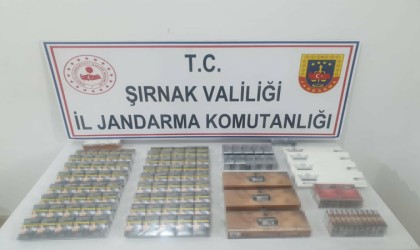 T.C.
ŞIRNAK VALİLİĞİ
İL JANDARMA KOMUTANLIĞI